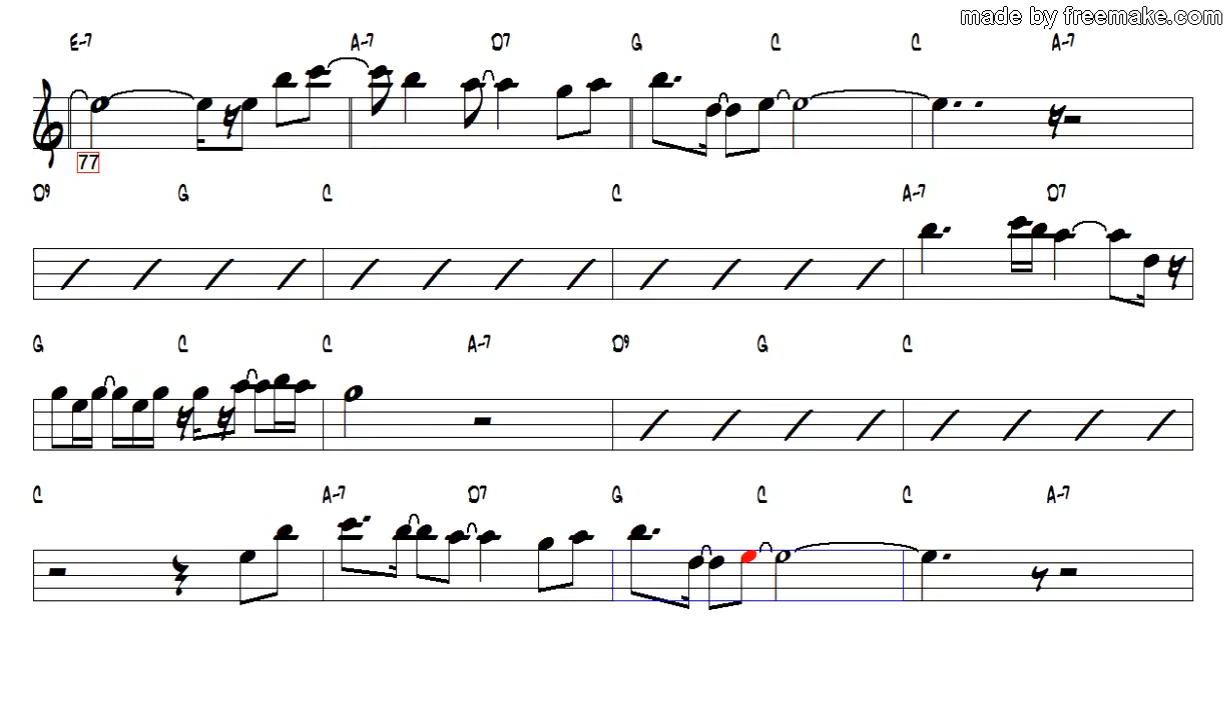 made by freemake.com
E-7 A-7 D7 G C C A-7
77
D9 G C C A-7 D7
G C C A-7 D9 G C
C A-7 D7 G C C A-7